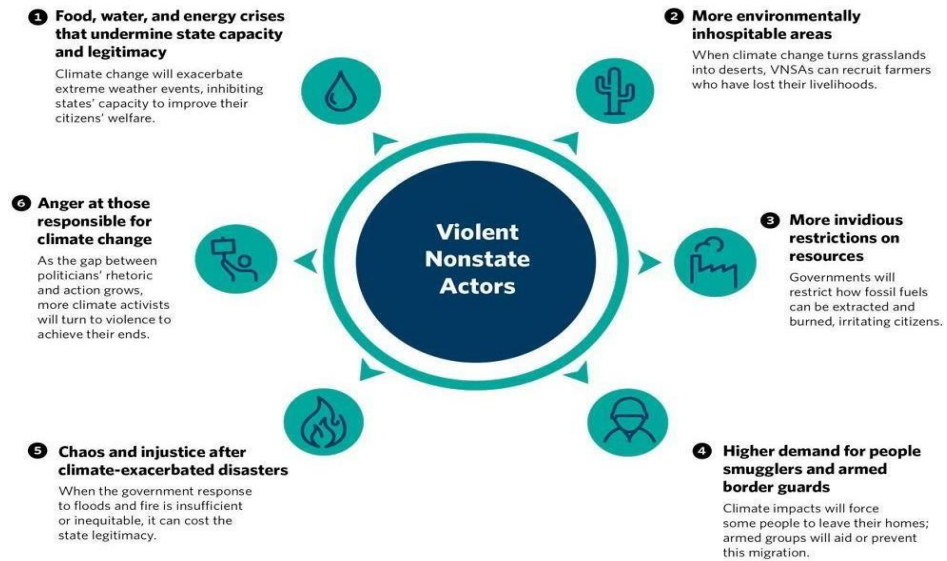 1 Food, water, and energy crises
that undermine state capacity
and legitimacy
Climate change will exacerbate
extreme weather events, inhibiting
states’ capacity to improve their
citizens’ welfare.
2 More environmentally
inhospitable areas
When climate change turns grasslands
into deserts, VNSAs can recruit farmers
who have lost their livelihoods.
Violent
Nonstate
Actors
3 More invidious
restrictions on
resources
Governments will
restrict how fossil fuels
can be extracted and
burned, irritating citizens.
4 Higher demand for people
smugglers and armed
border guards
Climate impacts will force
some people to leave their homes;
armed groups will aid or prevent
this migration.
5 Chaos and injustice after
climate-exacerbated disasters
When the government response
to floods and fire is insufficient
or inequitable, it can cost the
state legitimacy.
6 Anger at those
responsible for
climate change
As the gap between
politicians’ rhetoric
and action grows,
more climate activists
will turn to violence to
achieve their ends.